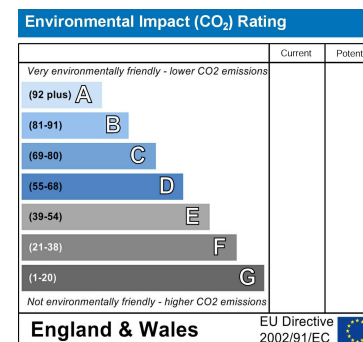 Environmental Impact (CO₂) Rating
Current Potent
Very environmentally friendly - lower CO2 emissions
(92 plus) A
(81-91) B
(69-80) C
(55-68) D
(39-54) E
(21-38) F
(1-20) G
Not environmentally friendly - higher CO2 emissions
England & Wales
EU Directive
2002/91/EC